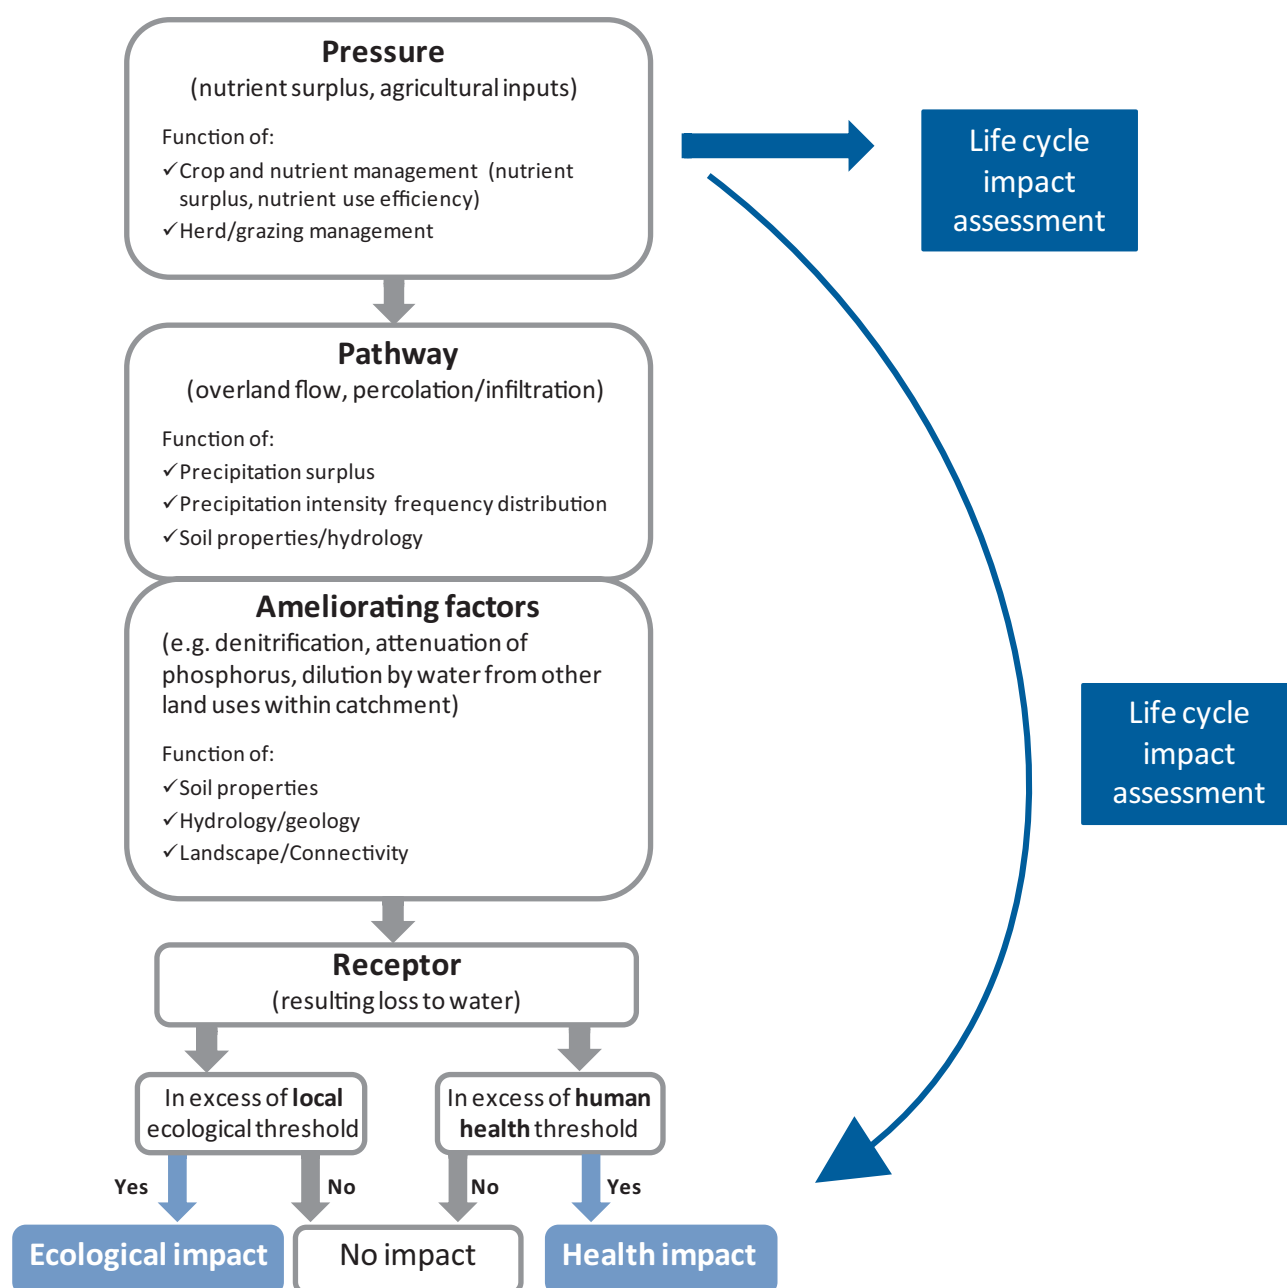 Pressure
(nutrient surplus, agricultural inputs)
Function of:
✓Crop and nutrient management (nutrient
surplus, nutrient use efficiency)
✓Herd/grazing management
Life cycle
impact
assessment
Pathway
(overland flow, percolation/infiltration)
Function of:
✓Precipitation surplus
✓Precipitation intensity frequency distribution
✓Soil properties/hydrology
Ameliorating factors
(e.g. denitrification, attenuation of
phosphorus, dilution by water from other
land uses within catchment)
Function of:
✓Soil properties
✓Hydrology/geology
✓Landscape/Connectivity
Life cycle
impact
assessment
Receptor
(resulting loss to water)
In excess of local
ecological threshold
In excess of human
health threshold
Yes
No
No
Yes
Ecological impact
No impact
Health impact